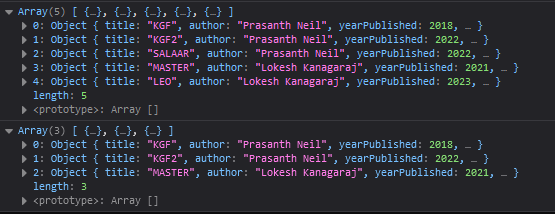 Array(5) [ {…}, {…}, {…}, {…}, {…} ]
0: Object { title: "KGF", author: "Prasanth Neil", yearPublished: 2018, … }
1: Object { title: "KGF2", author: "Prasanth Neil", yearPublished: 2022, … }
2: Object { title: "SALAAR", author: "Prasanth Neil", yearPublished: 2022, … }
3: Object { title: "MASTER", author: "Lokesh Kanagaraj", yearPublished: 2021, … }
4: Object { title: "LEO", author: "Lokesh Kanagaraj", yearPublished: 2023, … }
length: 5
<prototype>: Array []
Array(3) [ {…}, {…}, {…} ]
0: Object { title: "KGF", author: "Prasanth Neil", yearPublished: 2018, … }
1: Object { title: "KGF2", author: "Prasanth Neil", yearPublished: 2022, … }
2: Object { title: "MASTER", author: "Lokesh Kanagaraj", yearPublished: 2021, … }
length: 3
<prototype>: Array []